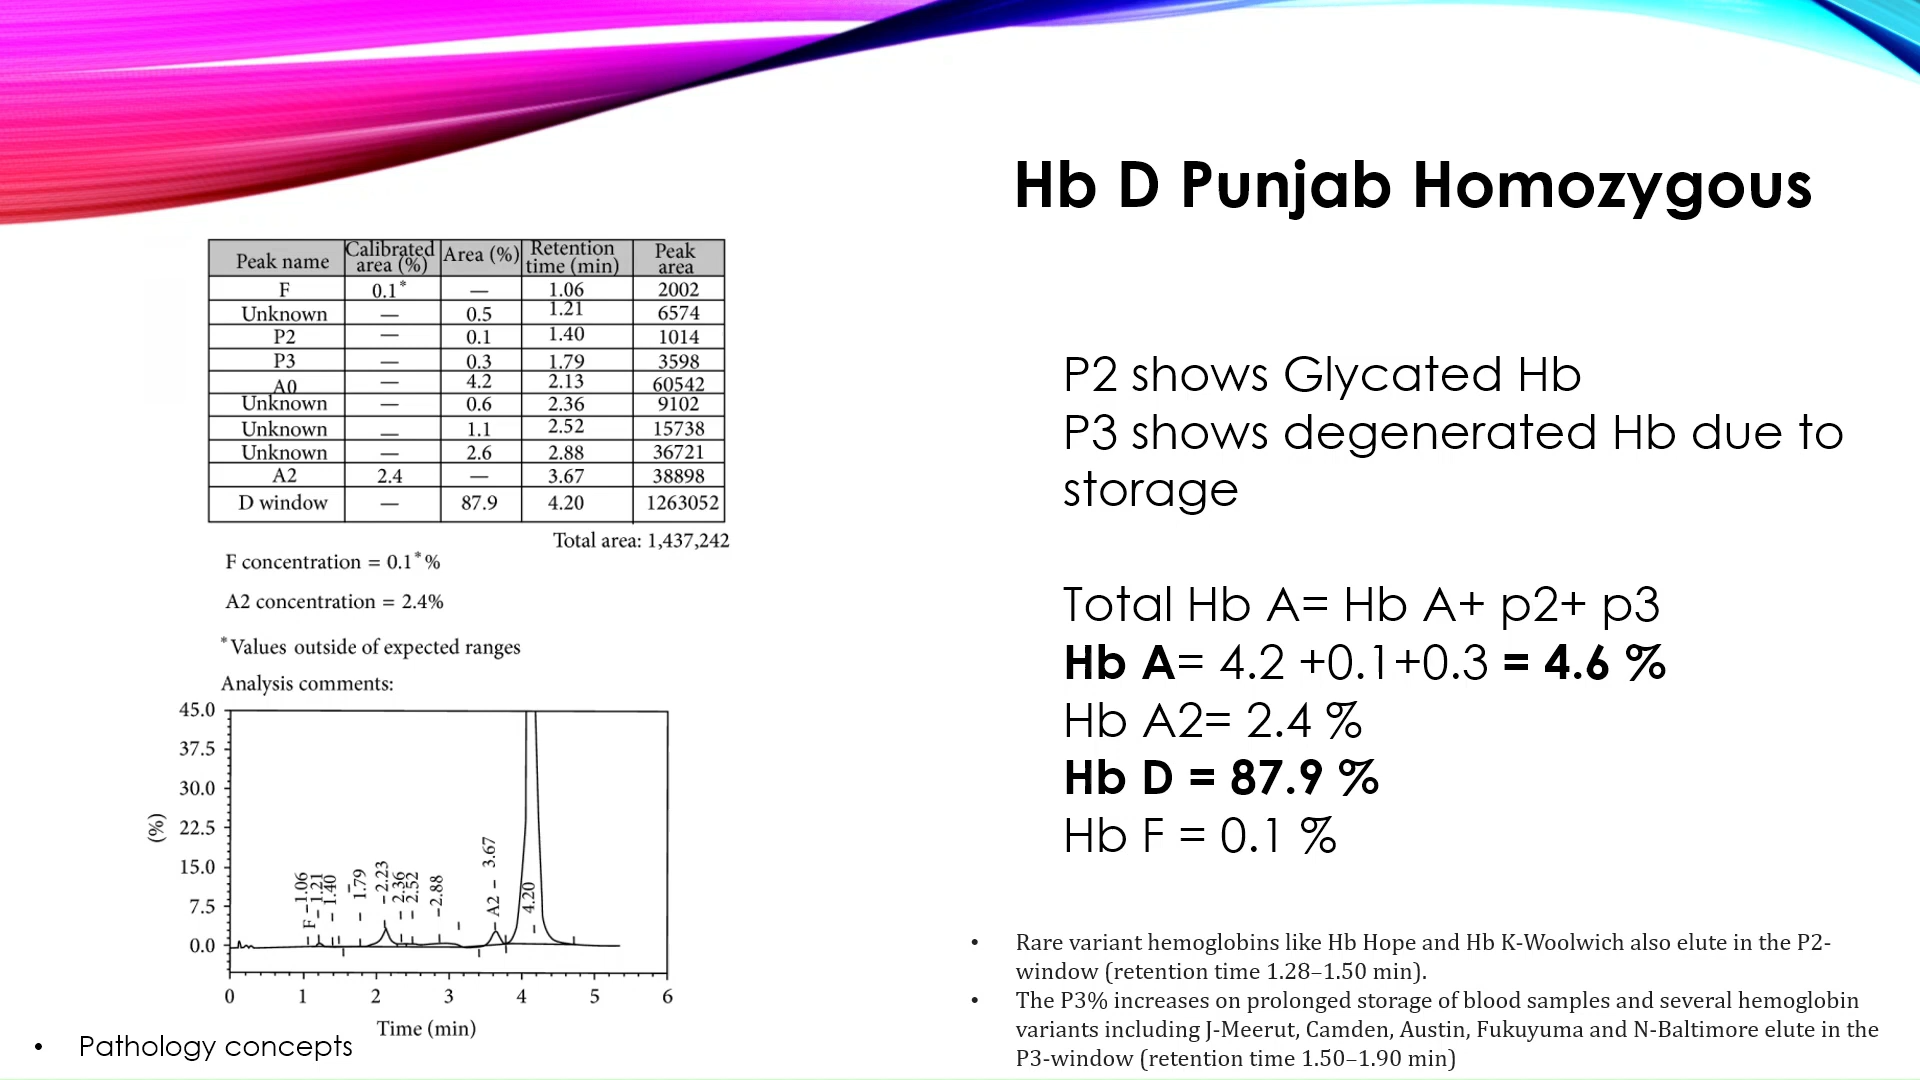 Hb D Punjab Homozygous
Peak name Calibrated area (%) Area (%) Retention time (min) Peak area
F 0.1* — 1.06 2002
Unknown — 0.5 1.21 6574
P2 — 0.1 1.40 1014
P3 — 0.3 1.79 3598
A0 — 4.2 2.13 60542
Unknown — 0.6 2.36 9102
Unknown — 1.1 2.52 15738
Unknown — 2.6 2.88 36721
A2 2.4 — 3.67 38898
D window — 87.9 4.20 1263052
Total area: 1,437,242
F concentration = 0.1*%
A2 concentration = 2.4%
*Values outside of expected ranges
Analysis comments:
45.0
37.5
30.0
22.5
15.0
7.5
0.0
(%)
F – 1.06
– 1.21
– 1.40
– 1.79
– 2.23
– 2.36
– 2.52
– 2.88
A2 – 3.67
4.20
0 1 2 3 4 5 6
Time (min)
• Pathology concepts
P2 shows Glycated Hb
P3 shows degenerated Hb due to
storage
Total Hb A= Hb A+ p2+ p3
Hb A= 4.2 +0.1+0.3 = 4.6 %
Hb A2= 2.4 %
Hb D = 87.9 %
Hb F = 0.1 %
• Rare variant hemoglobins like Hb Hope and Hb K-Woolwich also elute in the P2-
window (retention time 1.28–1.50 min).
• The P3% increases on prolonged storage of blood samples and several hemoglobin
variants including J-Meerut, Camden, Austin, Fukuyuma and N-Baltimore elute in the
P3-window (retention time 1.50–1.90 min)